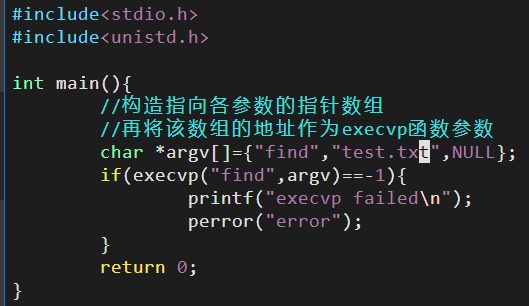 #include<stdio.h>
#include<unistd.h>
int main(){
//构造指向各参数的指针数组
//再将该数组的地址作为execvp函数参数
char *argv[]={"find","test.txt",NULL};
if(execvp("find",argv)==-1){
printf("execvp failed\n");
perror("error");
}
return 0;
}